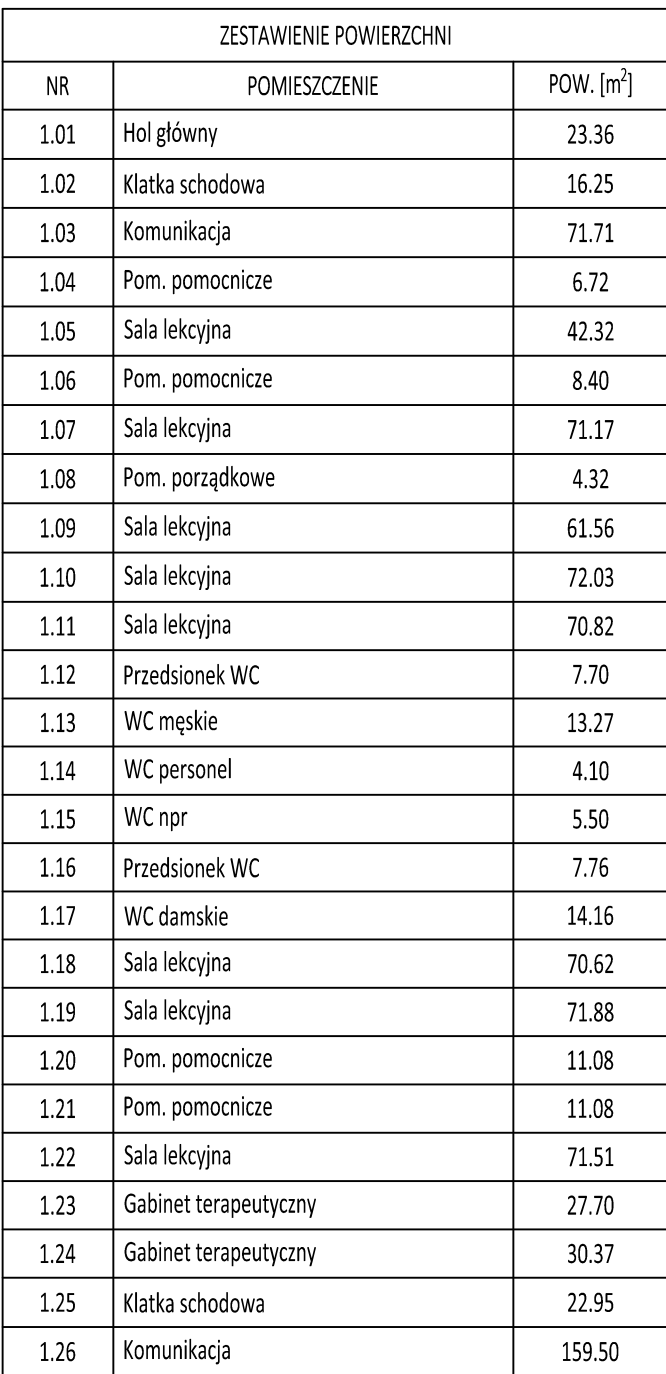 ZESTAWIENIE POWIERZCHNI
NR POMIESZCZENIE POW. [m²]
1.01 Hol główny 23.36
1.02 Klatka schodowa 16.25
1.03 Komunikacja 71.71
1.04 Pom. pomocnicze 6.72
1.05 Sala lekcyjna 42.32
1.06 Pom. pomocnicze 8.40
1.07 Sala lekcyjna 71.17
1.08 Pom. porządkowe 4.32
1.09 Sala lekcyjna 61.56
1.10 Sala lekcyjna 72.03
1.11 Sala lekcyjna 70.82
1.12 Przedsionek WC 7.70
1.13 WC męskie 13.27
1.14 WC personel 4.10
1.15 WC npr 5.50
1.16 Przedsionek WC 7.76
1.17 WC damskie 14.16
1.18 Sala lekcyjna 70.62
1.19 Sala lekcyjna 71.88
1.20 Pom. pomocnicze 11.08
1.21 Pom. pomocnicze 11.08
1.22 Sala lekcyjna 71.51
1.23 Gabinet terapeutyczny 27.70
1.24 Gabinet terapeutyczny 30.37
1.25 Klatka schodowa 22.95
1.26 Komunikacja 159.50